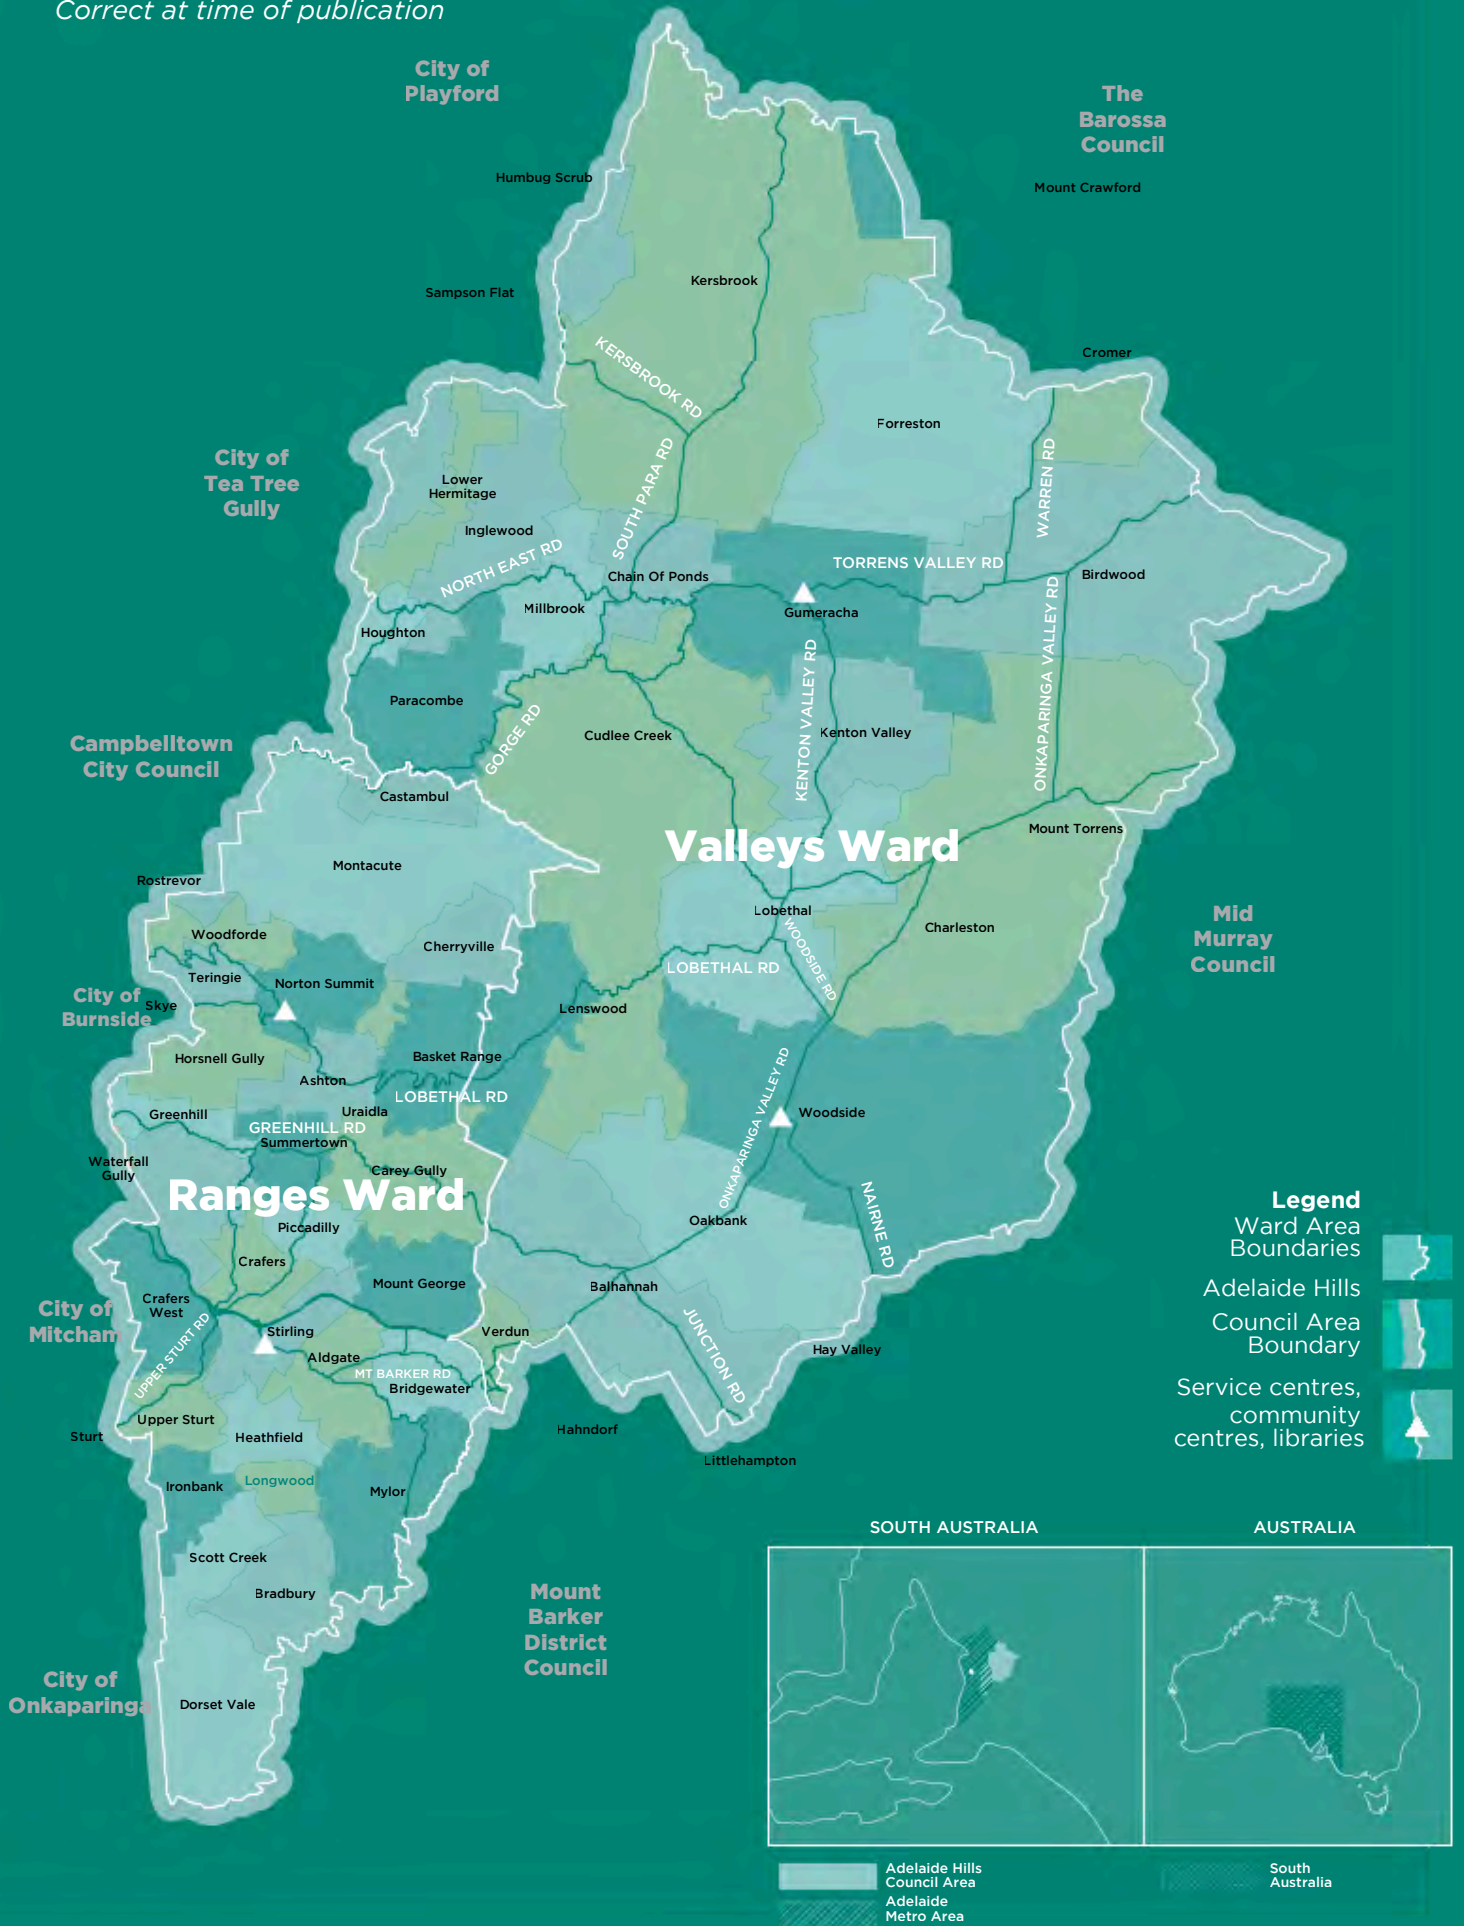 Correct at time of publication
City of
Playford
The
Barossa
Council
Humbug Scrub
Mount Crawford
Kersbrook
Sampson Flat
KERSBROOK RD
Cromer
Forreston
City of
Tea Tree
Gully
SOUTH PARA RD
WARREN RD
Lower
Hermitage
Inglewood
NORTH EAST RD
TORRENS VALLEY RD
Chain Of Ponds
Birdwood
Millbrook
Gumeracha
Houghton
ONKAPARINGA VALLEY RD
KENTON VALLEY RD
Paracombe
GORGE RD
Cudlee Creek
Kenton Valley
Campbelltown
City Council
Castambul
Mount Torrens
Valleys Ward
Montacute
Rostrevor
Lobethal
WOODSIDE RD
Charleston
Mid
Murray
Council
Woodforde
Cherryville
LOBETHAL RD
Teringie
Norton Summit
City of
Burnside
Skye
Lenswood
Horsnell Gully
Basket Range
Ashton
LOBETHAL RD
Greenhill
Uraidla
ONKAPARINGA VALLEY RD
Woodside
GREENHILL RD
Summertown
Waterfall
Gully
Carey Gully
Ranges Ward
NAIRNE RD
Piccadilly
Oakbank
Crafers
Mount George
Balhannah
Crafers
West
City of
Mitcham
UPPER STURT RD
Stirling
Verdun
JUNCTION RD
Aldgate
Hay Valley
MT BARKER RD
Bridgewater
Upper Sturt
Sturt
Heathfield
Hahndorf
Littlehampton
Ironbank
Longwood
Mylor
Scott Creek
Bradbury
Mount
Barker
District
Council
City of
Onkaparinga
Dorset Vale
Legend
Ward Area
Boundaries
Adelaide Hills
Council Area
Boundary
Service centres,
community
centres, libraries
SOUTH AUSTRALIA
AUSTRALIA
Adelaide Hills
Council Area
Adelaide
Metro Area
South
Australia